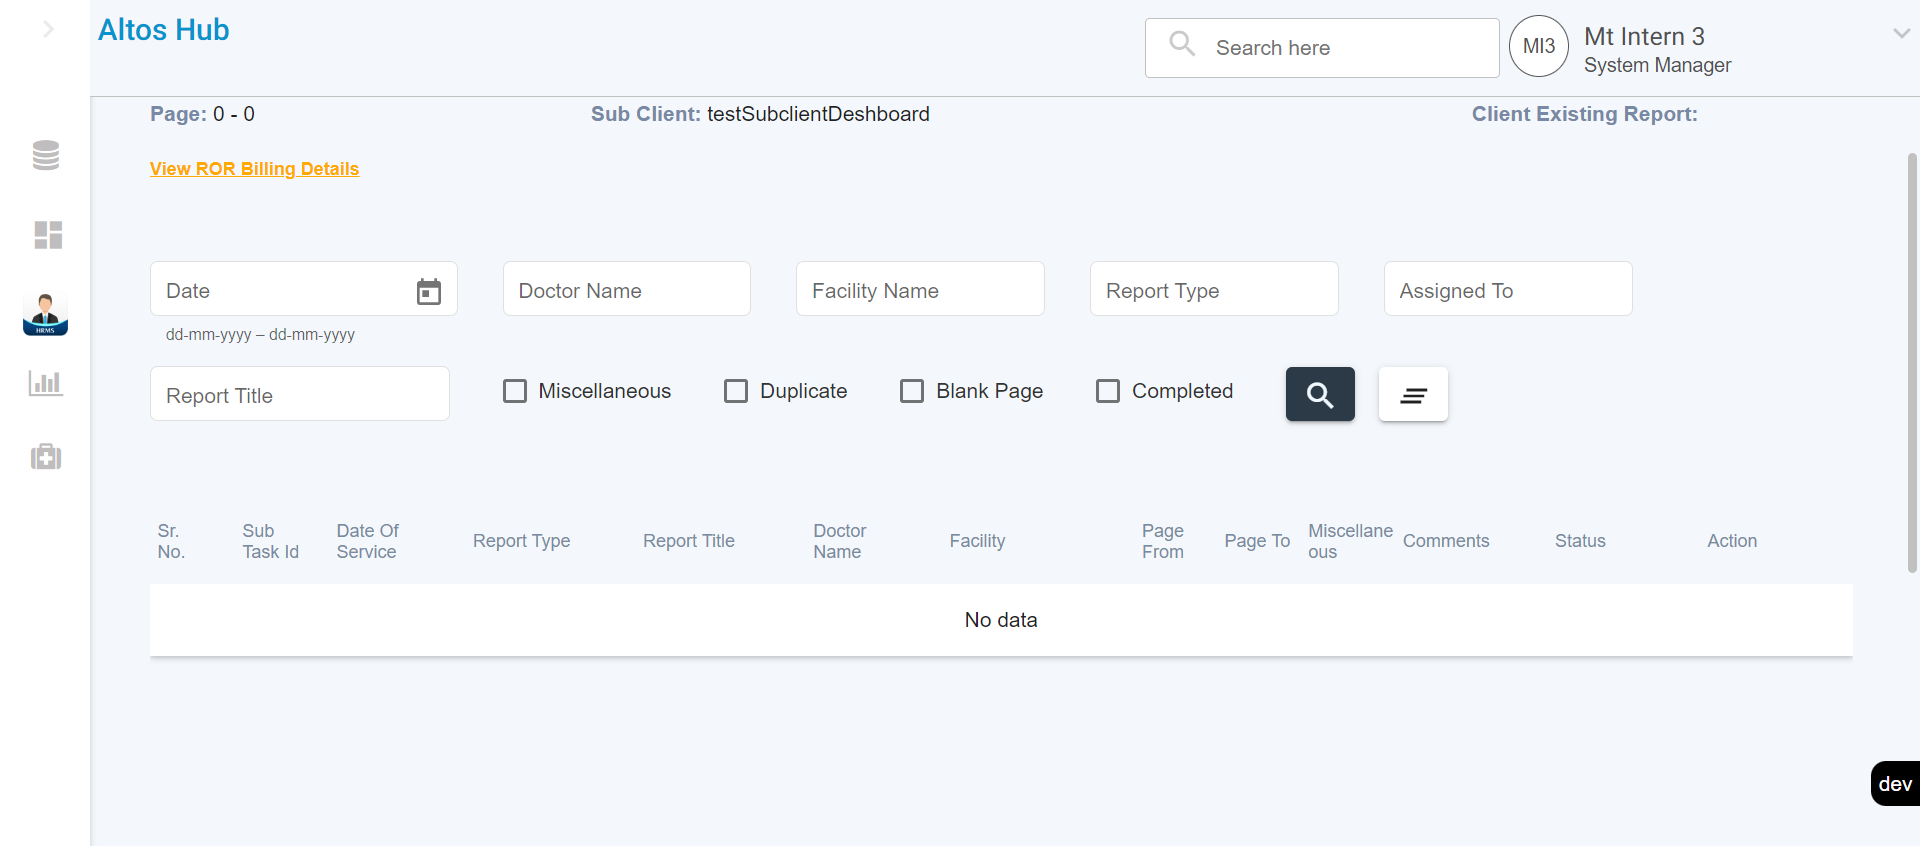 Altos Hub
Search here
MI3
Mt Intern 3
System Manager
Page: 0 - 0
Sub Client: testSubclientDeshboard
Client Existing Report:
View ROR Billing Details
Date
Doctor Name
Facility Name
Report Type
Assigned To
dd-mm-yyyy – dd-mm-yyyy
HRMS
Report Title
Miscellaneous
Duplicate
Blank Page
Completed
Sr.
No.
Sub
Task Id
Date Of
Service
Report Type
Report Title
Doctor
Name
Facility
Page
From
Page To
Miscellane
ous
Comments
Status
Action
No data
dev